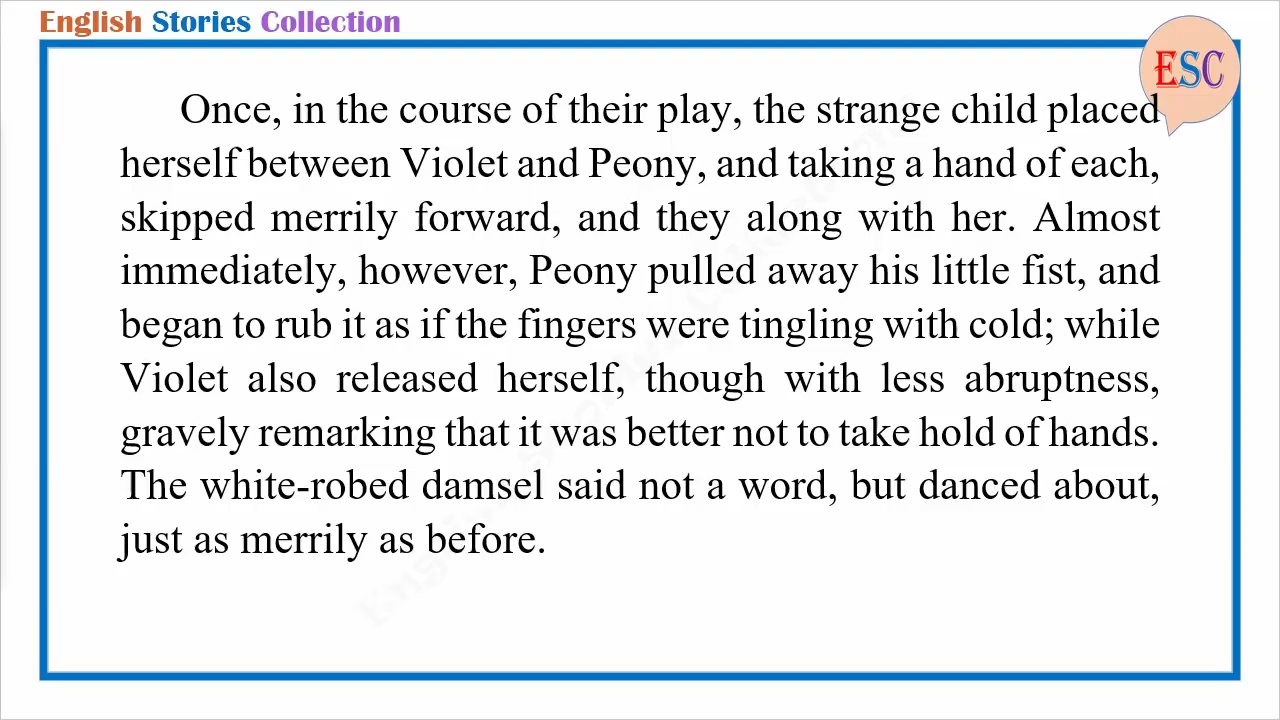 English Stories Collection
ESC
Once, in the course of their play, the strange child placed
herself between Violet and Peony, and taking a hand of each,
skipped merrily forward, and they along with her. Almost
immediately, however, Peony pulled away his little fist, and
began to rub it as if the fingers were tingling with cold; while
Violet also released herself, though with less abruptness,
gravely remarking that it was better not to take hold of hands.
The white-robed damsel said not a word, but danced about,
just as merrily as before.